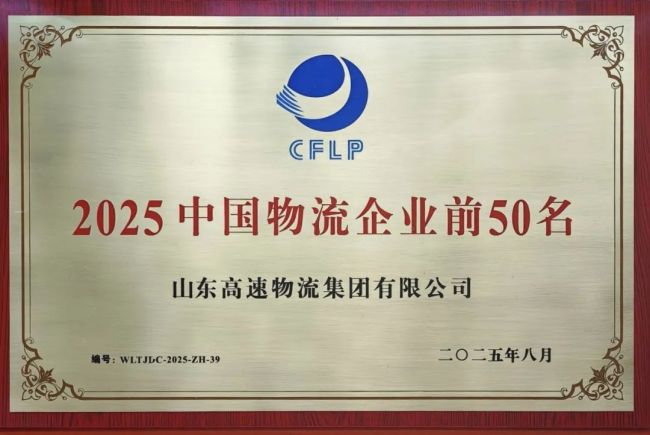 CFLP
2025中国物流企业前50名
山东高速物流集团有限公司
编号：WLTJDC-2025-ZH-39
二〇二五年八月